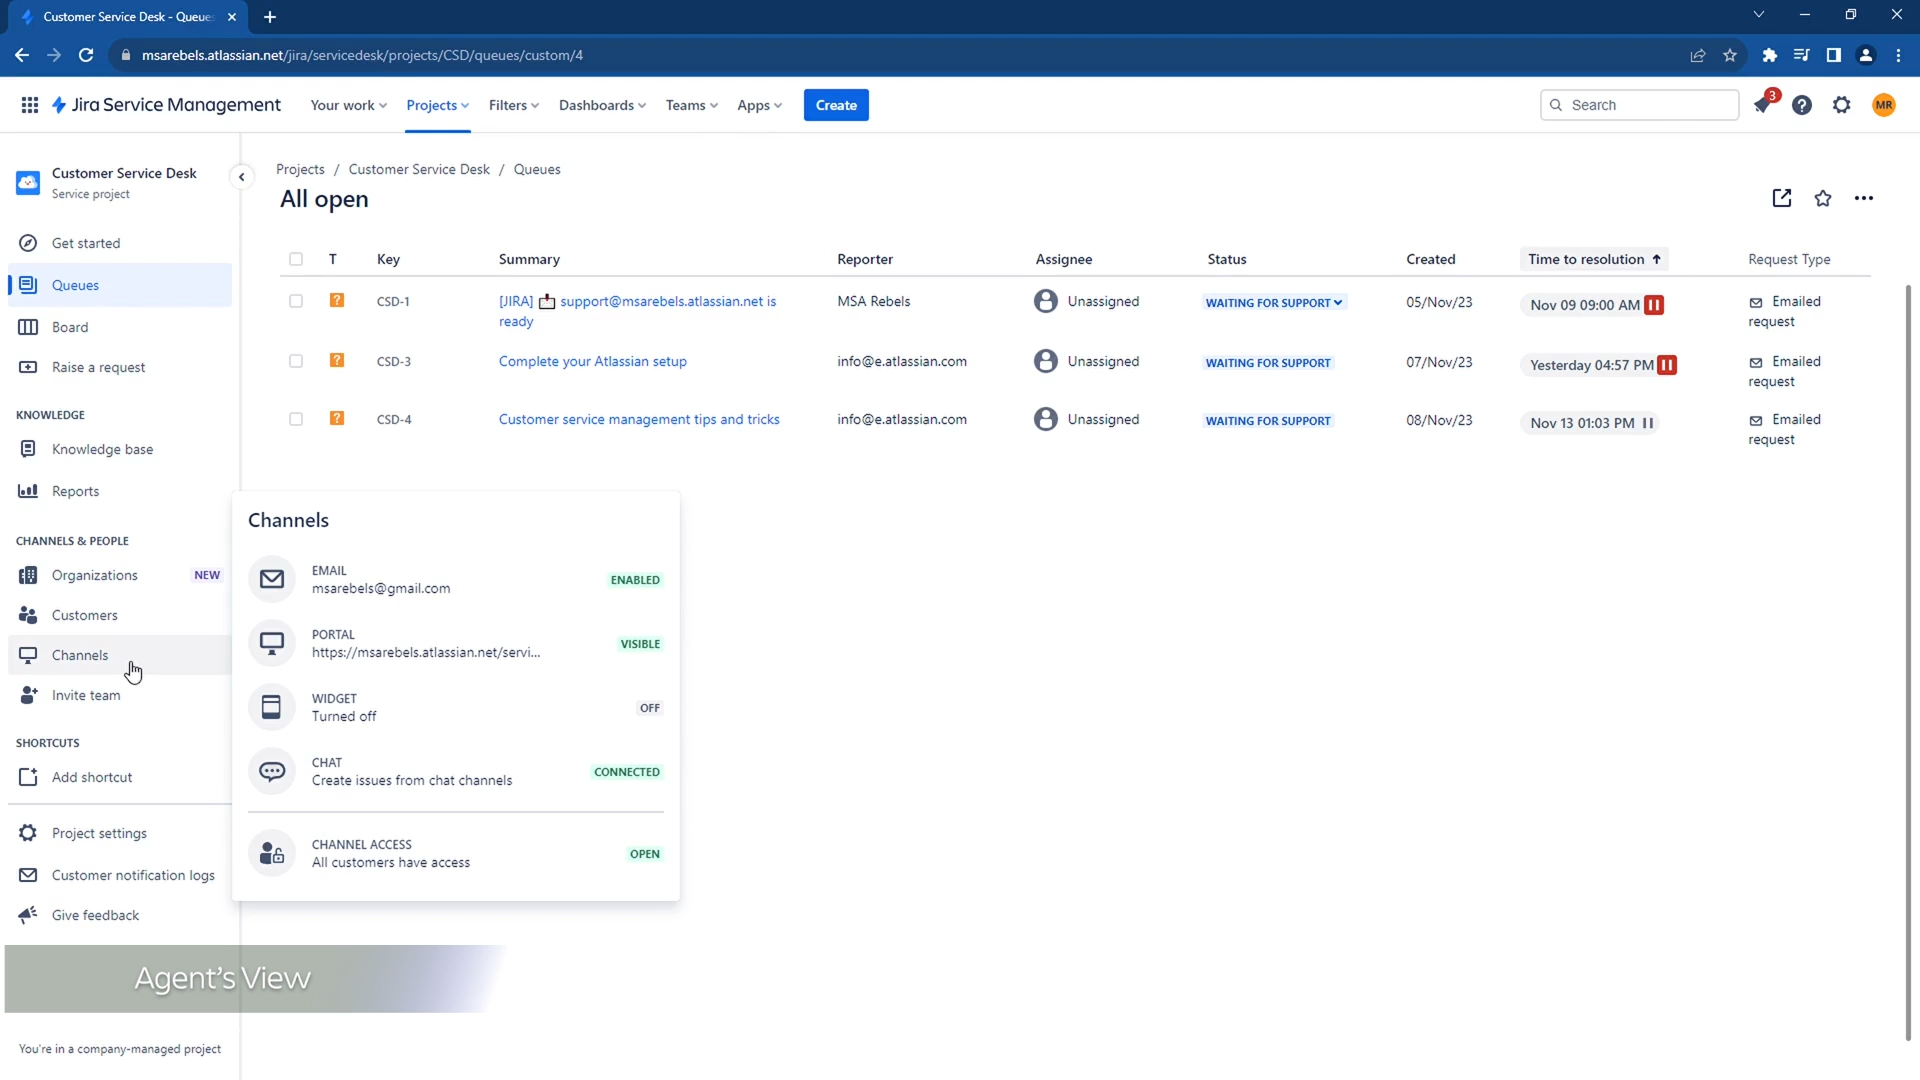 Customer Service Desk - Queues
msarebels.atlassian.net/jira/servicedesk/projects/CSD/queues/custom/4
Jira Service Management
Your work
Projects
Filters
Dashboards
Teams
Apps
Create
Search
3
MR
Customer Service Desk
Service project
Get started
Queues
Board
Raise a request
KNOWLEDGE
Knowledge base
Reports
CHANNELS & PEOPLE
Organizations NEW
Customers
Channels
Invite team
SHORTCUTS
Add shortcut
Project settings
Customer notification logs
Give feedback
Agent's View
You're in a company-managed project
Projects / Customer Service Desk / Queues
All open
T Key Summary Reporter Assignee Status Created Time to resolution ↑ Request Type
CSD-1 [JIRA] 📩 support@msarebels.atlassian.net is ready MSA Rebels Unassigned WAITING FOR SUPPORT 05/Nov/23 Nov 09 09:00 AM Emailed request
CSD-3 Complete your Atlassian setup info@e.atlassian.com Unassigned WAITING FOR SUPPORT 07/Nov/23 Yesterday 04:57 PM Emailed request
CSD-4 Customer service management tips and tricks info@e.atlassian.com Unassigned WAITING FOR SUPPORT 08/Nov/23 Nov 13 01:03 PM Emailed request
Channels
EMAIL
msarebels@gmail.com
ENABLED
PORTAL
https://msarebels.atlassian.net/servi...
VISIBLE
WIDGET
Turned off
OFF
CHAT
Create issues from chat channels
CONNECTED
CHANNEL ACCESS
All customers have access
OPEN